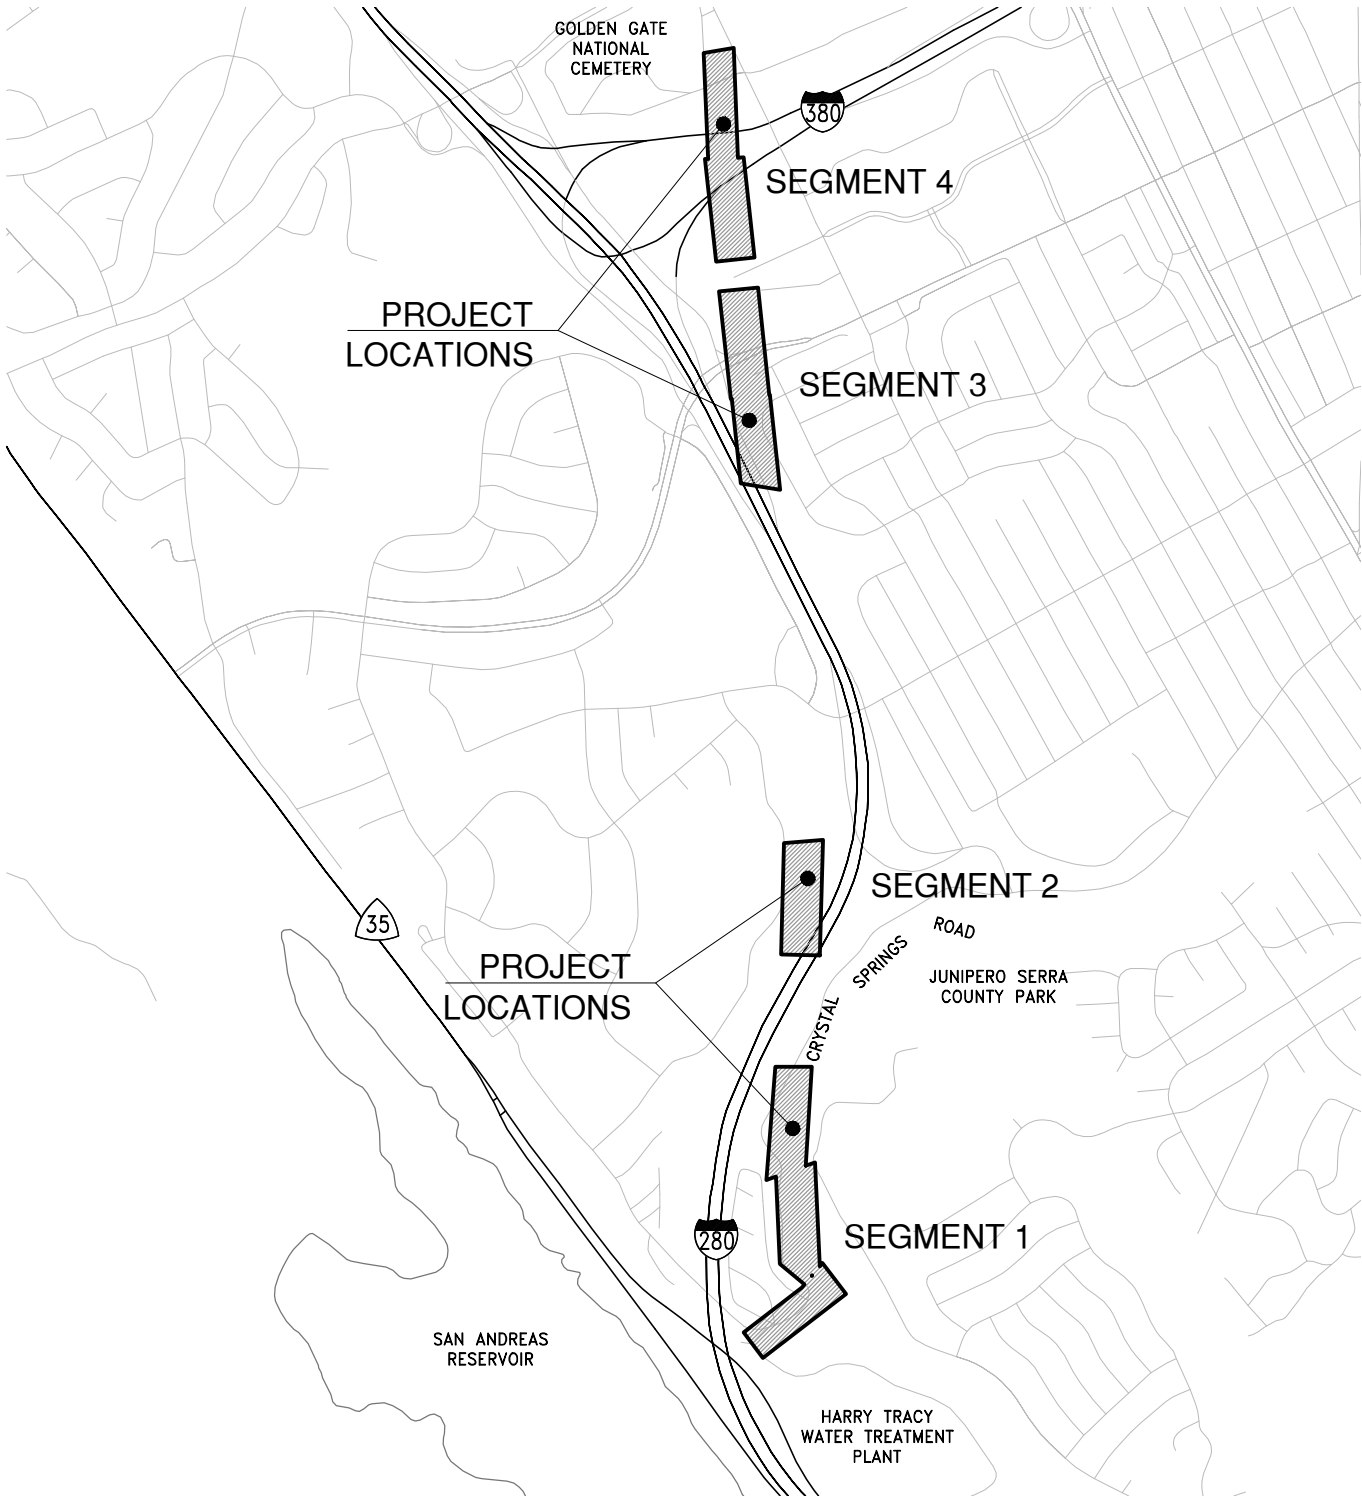 GOLDEN GATE
NATIONAL
CEMETERY
380
SEGMENT 4
PROJECT
LOCATIONS
SEGMENT 3
SEGMENT 2
35
ROAD
SPRINGS
CRYSTAL
PROJECT
LOCATIONS
JUNIPERO SERRA
COUNTY PARK
280
SEGMENT 1
SAN ANDREAS
RESERVOIR
HARRY TRACY
WATER TREATMENT
PLANT